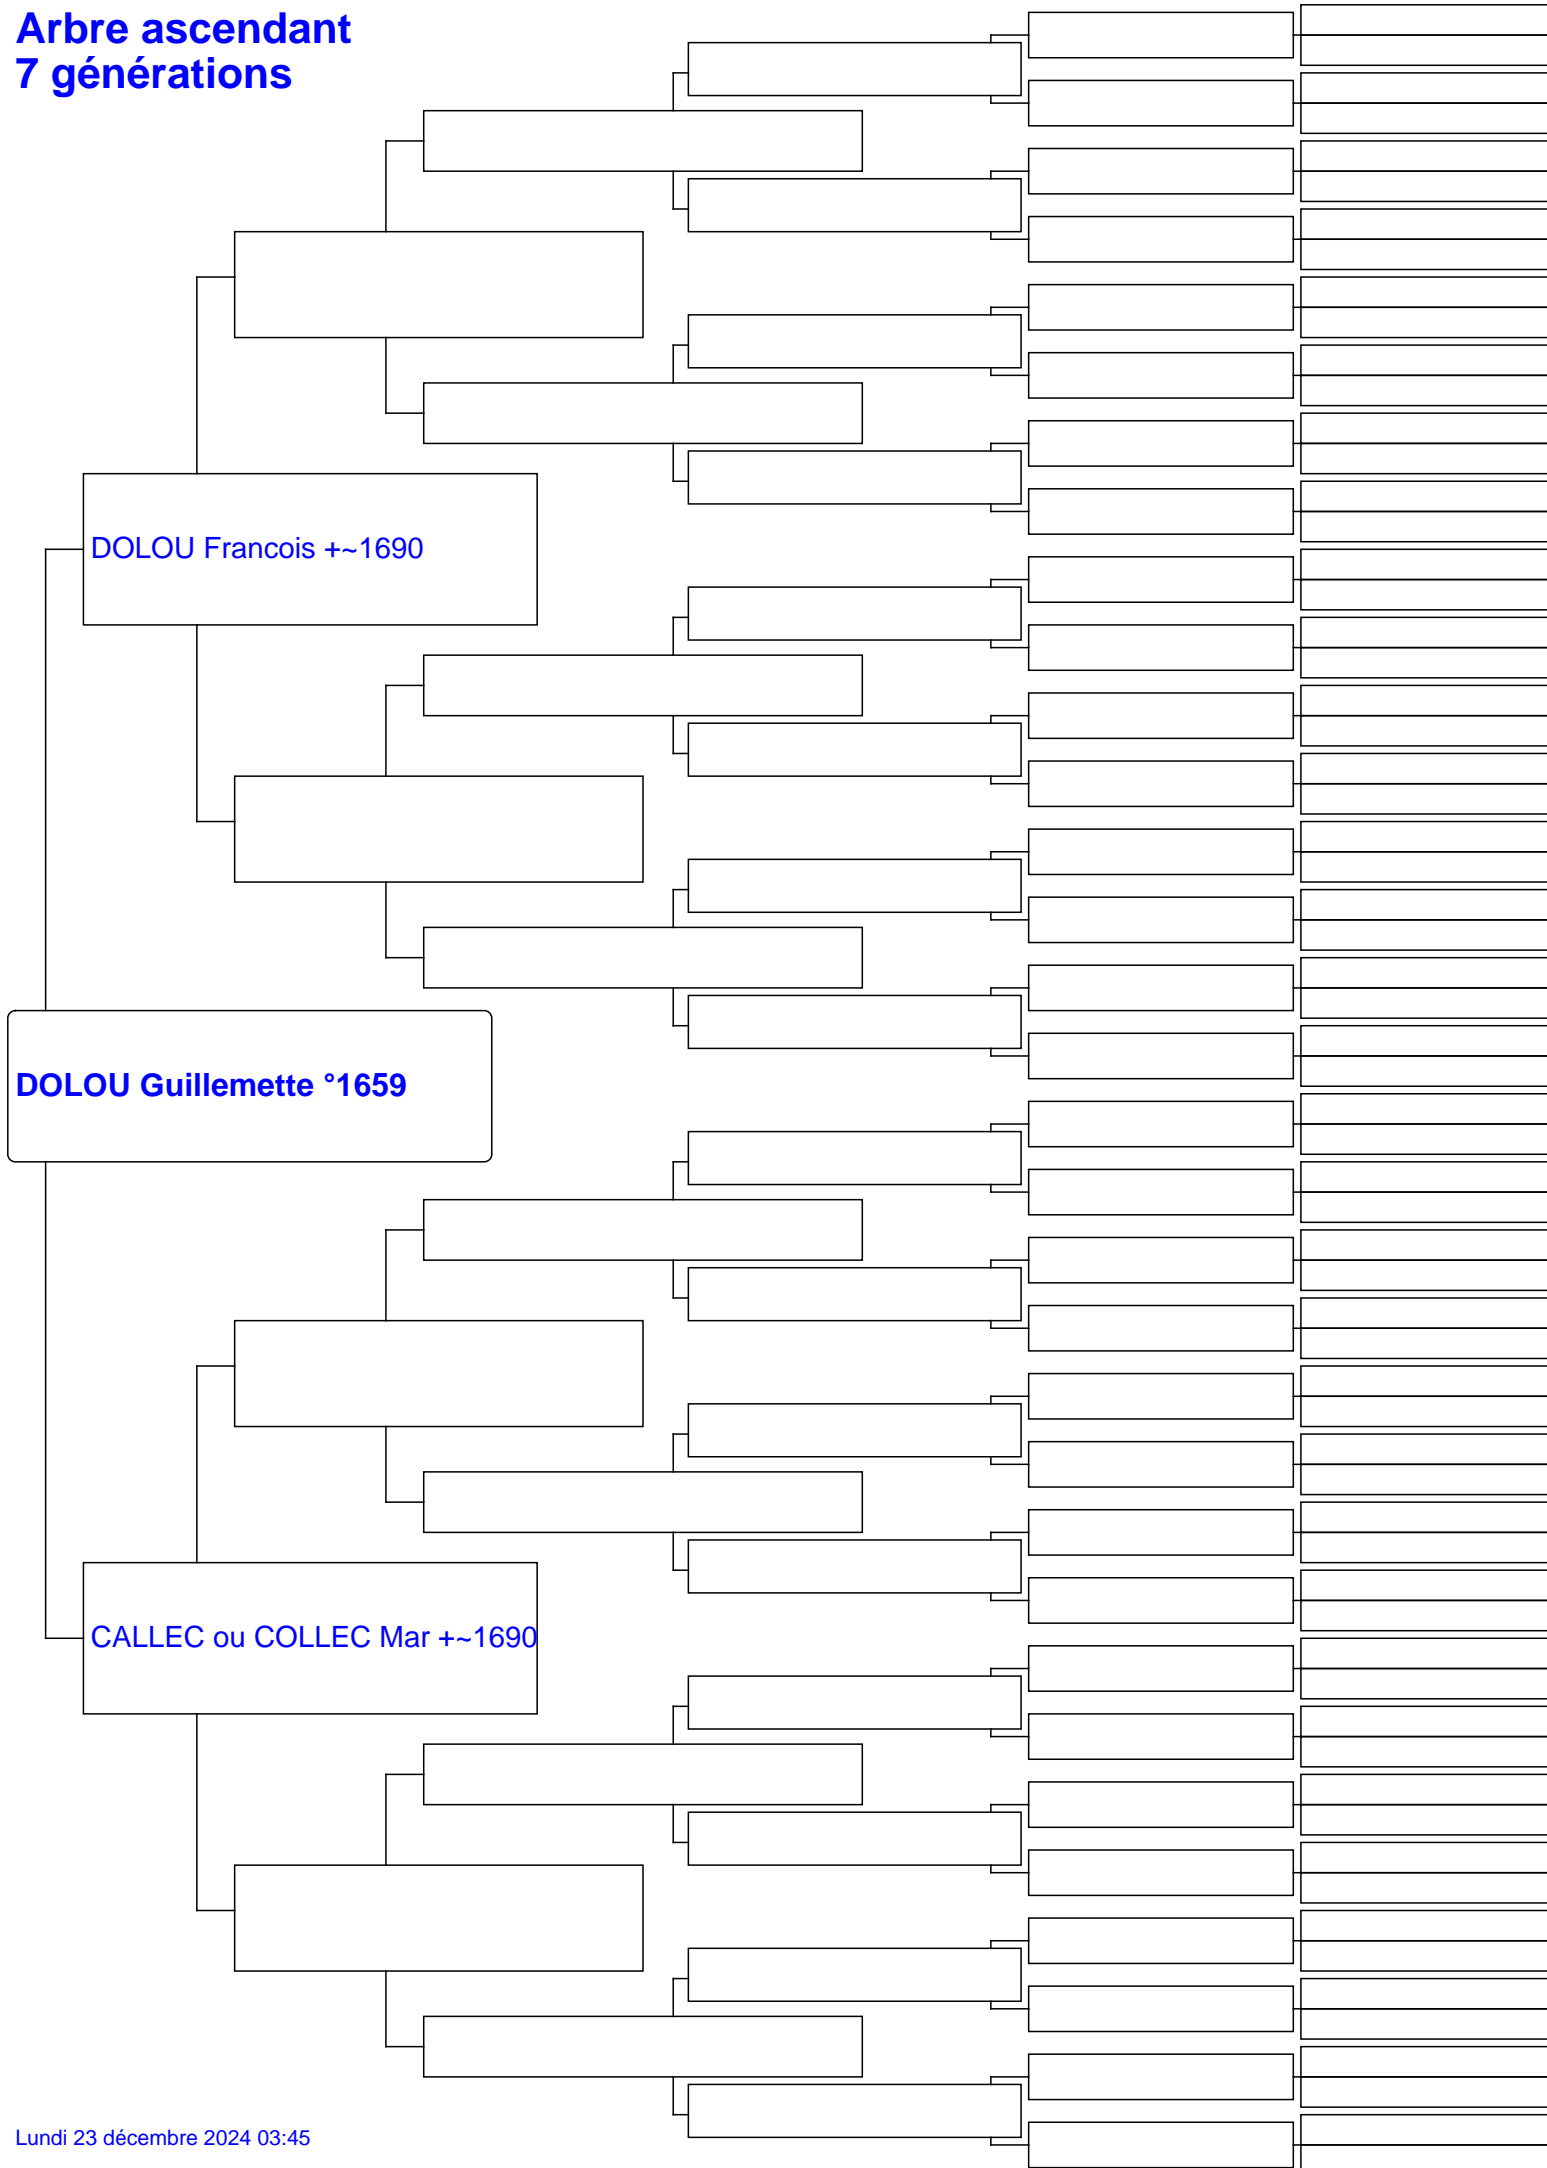 Arbre ascendant
7 générations
DOLOU Francois +~1690
DOLOU Guillemette °1659
CALLEC ou COLLEC Mar +~1690
Lundi 23 décembre 2024 03:45